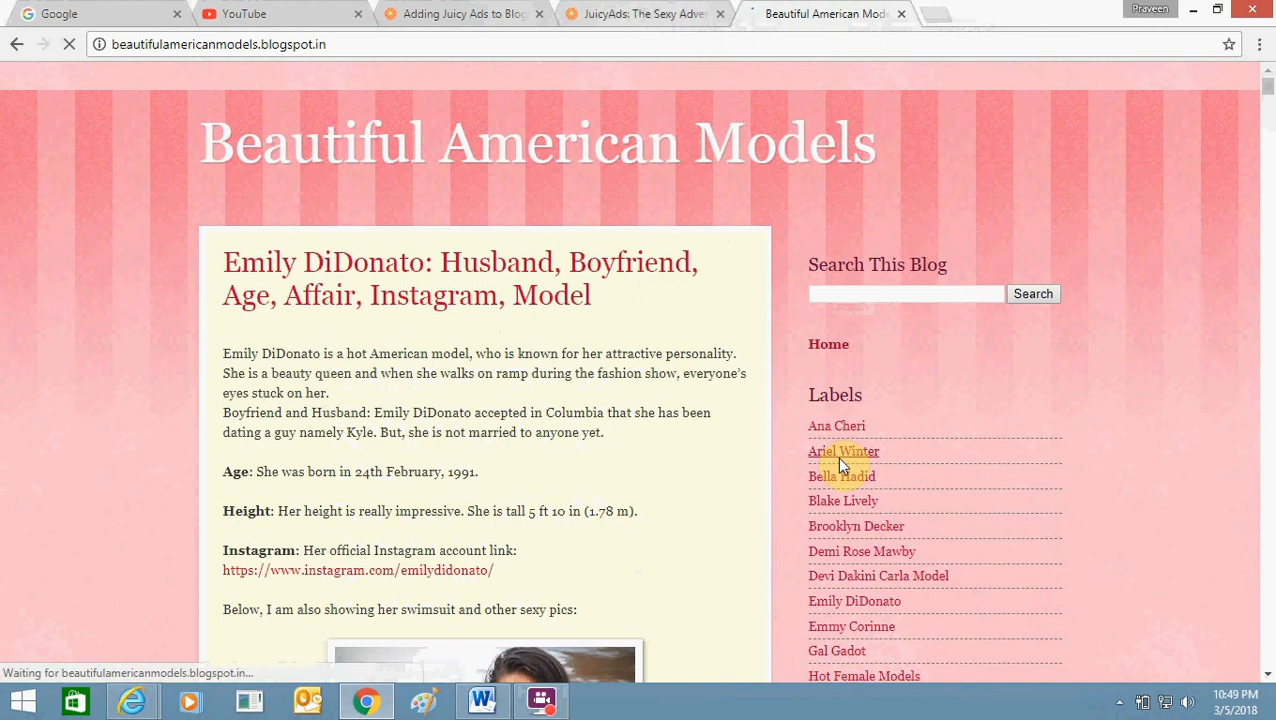 Google
YouTube
Adding Juicy Ads to Blog
JuicyAds: The Sexy Adver
Beautiful American Mode
Praveen
beautifulamericanmodels.blogspot.in
Beautiful American Models
Emily DiDonato: Husband, Boyfriend,
Age, Affair, Instagram, Model
Emily DiDonato is a hot American model, who is known for her attractive personality.
She is a beauty queen and when she walks on ramp during the fashion show, everyone's
eyes stuck on her.
Boyfriend and Husband: Emily DiDonato accepted in Columbia that she has been
dating a guy namely Kyle. But, she is not married to anyone yet.
Age: She was born in 24th February, 1991.
Height: Her height is really impressive. She is tall 5 ft 10 in (1.78 m).
Instagram: Her official Instagram account link:
https://www.instagram.com/emilydidonato/
Below, I am also showing her swimsuit and other sexy pics:
Search This Blog
Search
Home
Labels
Ana Cheri
Ariel Winter
Bella Hadid
Blake Lively
Brooklyn Decker
Demi Rose Mawby
Devi Dakini Carla Model
Emily DiDonato
Emmy Corinne
Gal Gadot
Hot Female Models
Waiting for beautifulamericanmodels.blogspot.in...
10:49 PM
3/5/2018